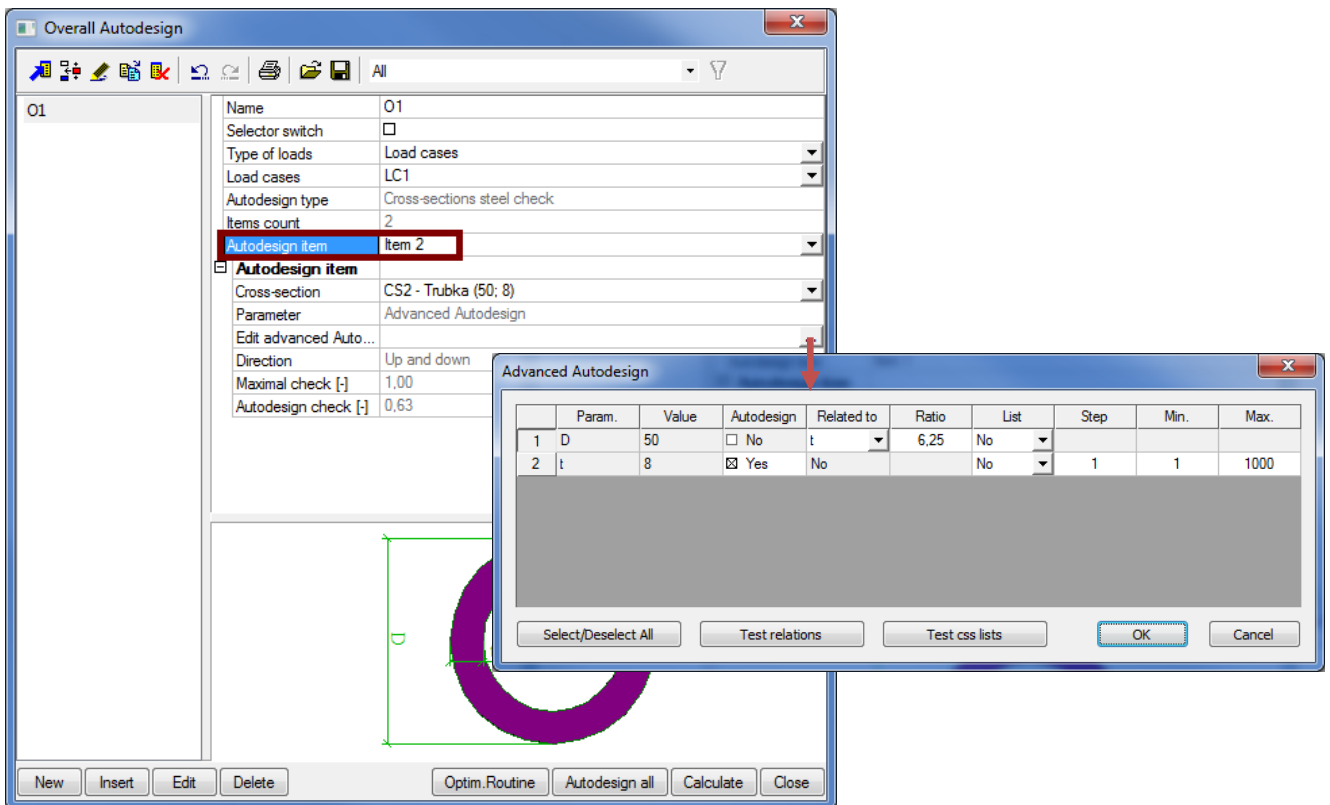 Overall Autodesign
All
O1
Name O1
Selector switch
Type of loads Load cases
Load cases LC1
Autodesign type Cross-sections steel check
Items count 2
Autodesign item Item 2
Autodesign item
Cross-section CS2 - Trubka (50; 8)
Parameter Advanced Autodesign
Edit advanced Auto... ...
Direction Up and down
Maximal check [-] 1,00
Autodesign check [-] 0,63
Advanced Autodesign
Param. Value Autodesign Related to Ratio List Step Min. Max.
1 D 50 No t 6,25 No
2 t 8 Yes No No 1 1 1000
Select/Deselect All Test relations Test css lists OK Cancel
D
New Insert Edit Delete Optim.Routine Autodesign all Calculate Close